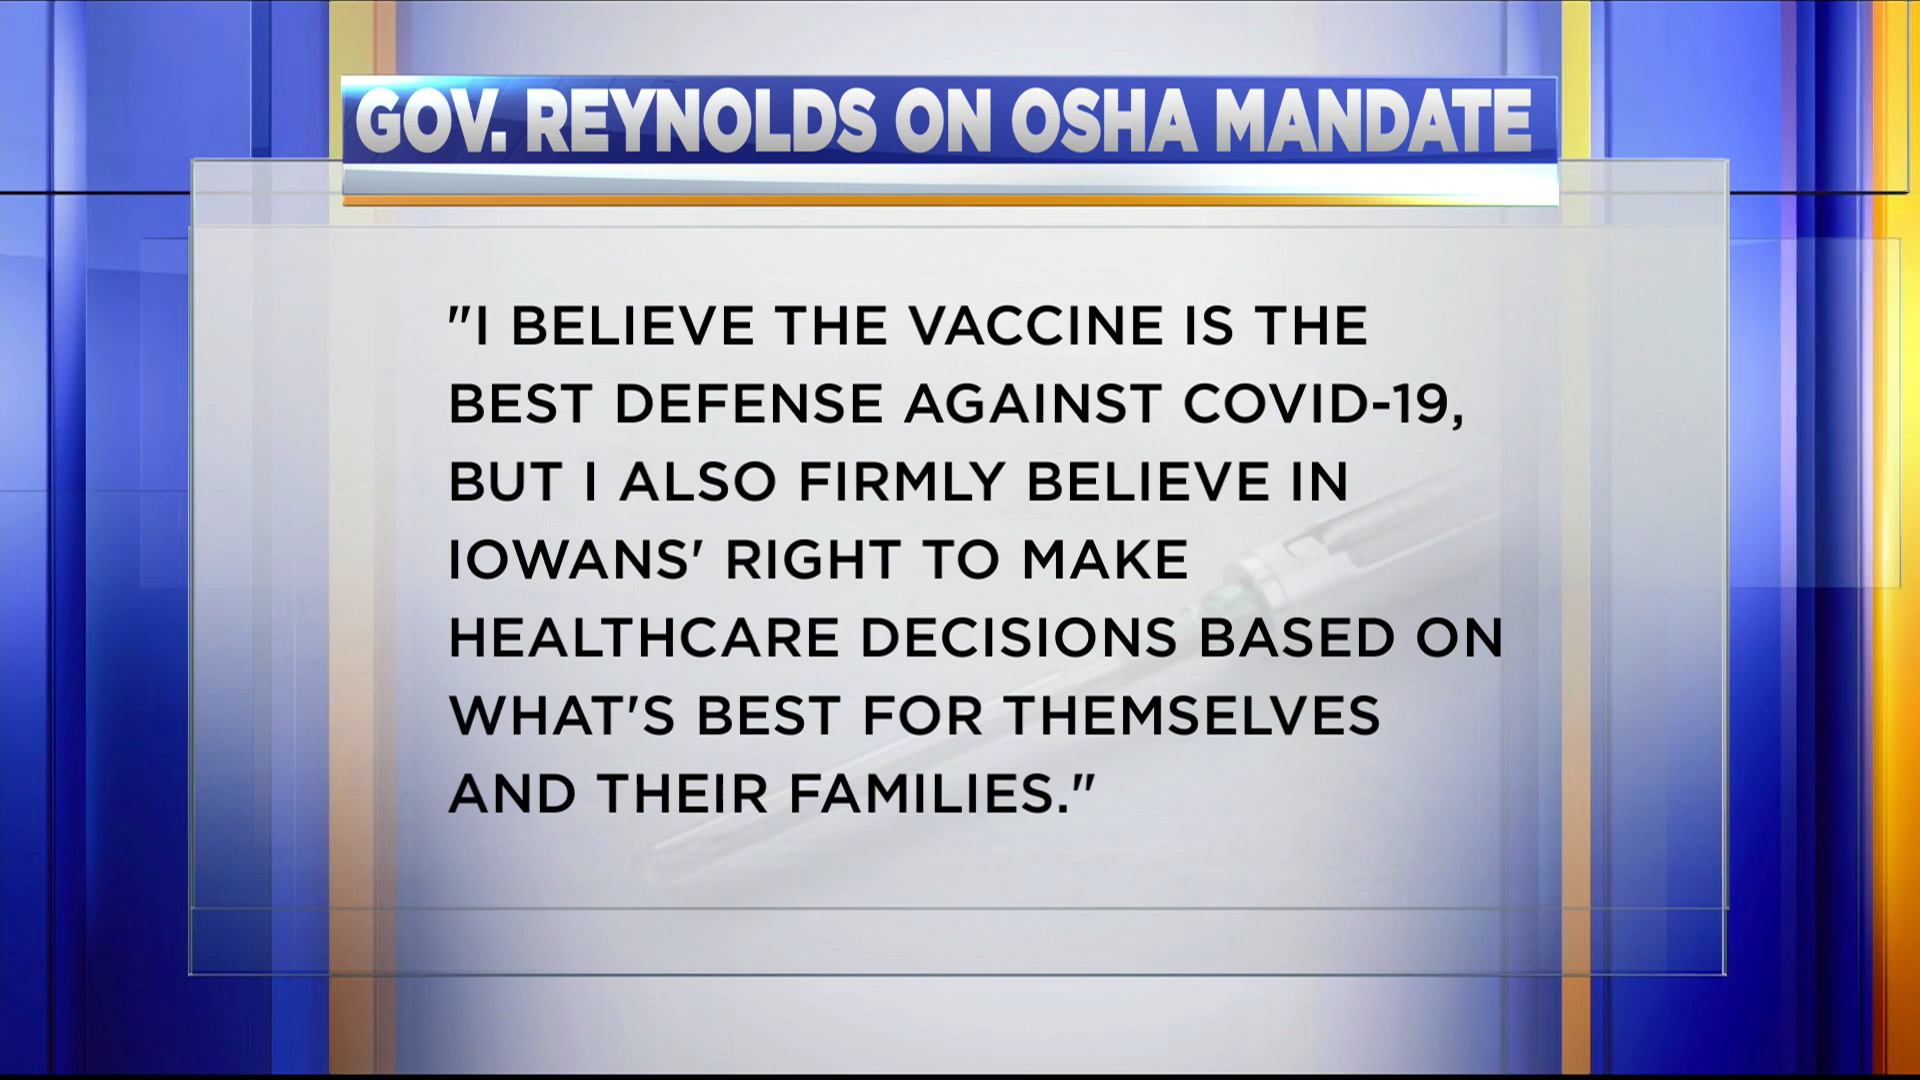 GOV. REYNOLDS ON OSHA MANDATE
"I BELIEVE THE VACCINE IS THE
BEST DEFENSE AGAINST COVID-19,
BUT I ALSO FIRMLY BELIEVE IN
IOWANS' RIGHT TO MAKE
HEALTHCARE DECISIONS BASED ON
WHAT'S BEST FOR THEMSELVES
AND THEIR FAMILIES."